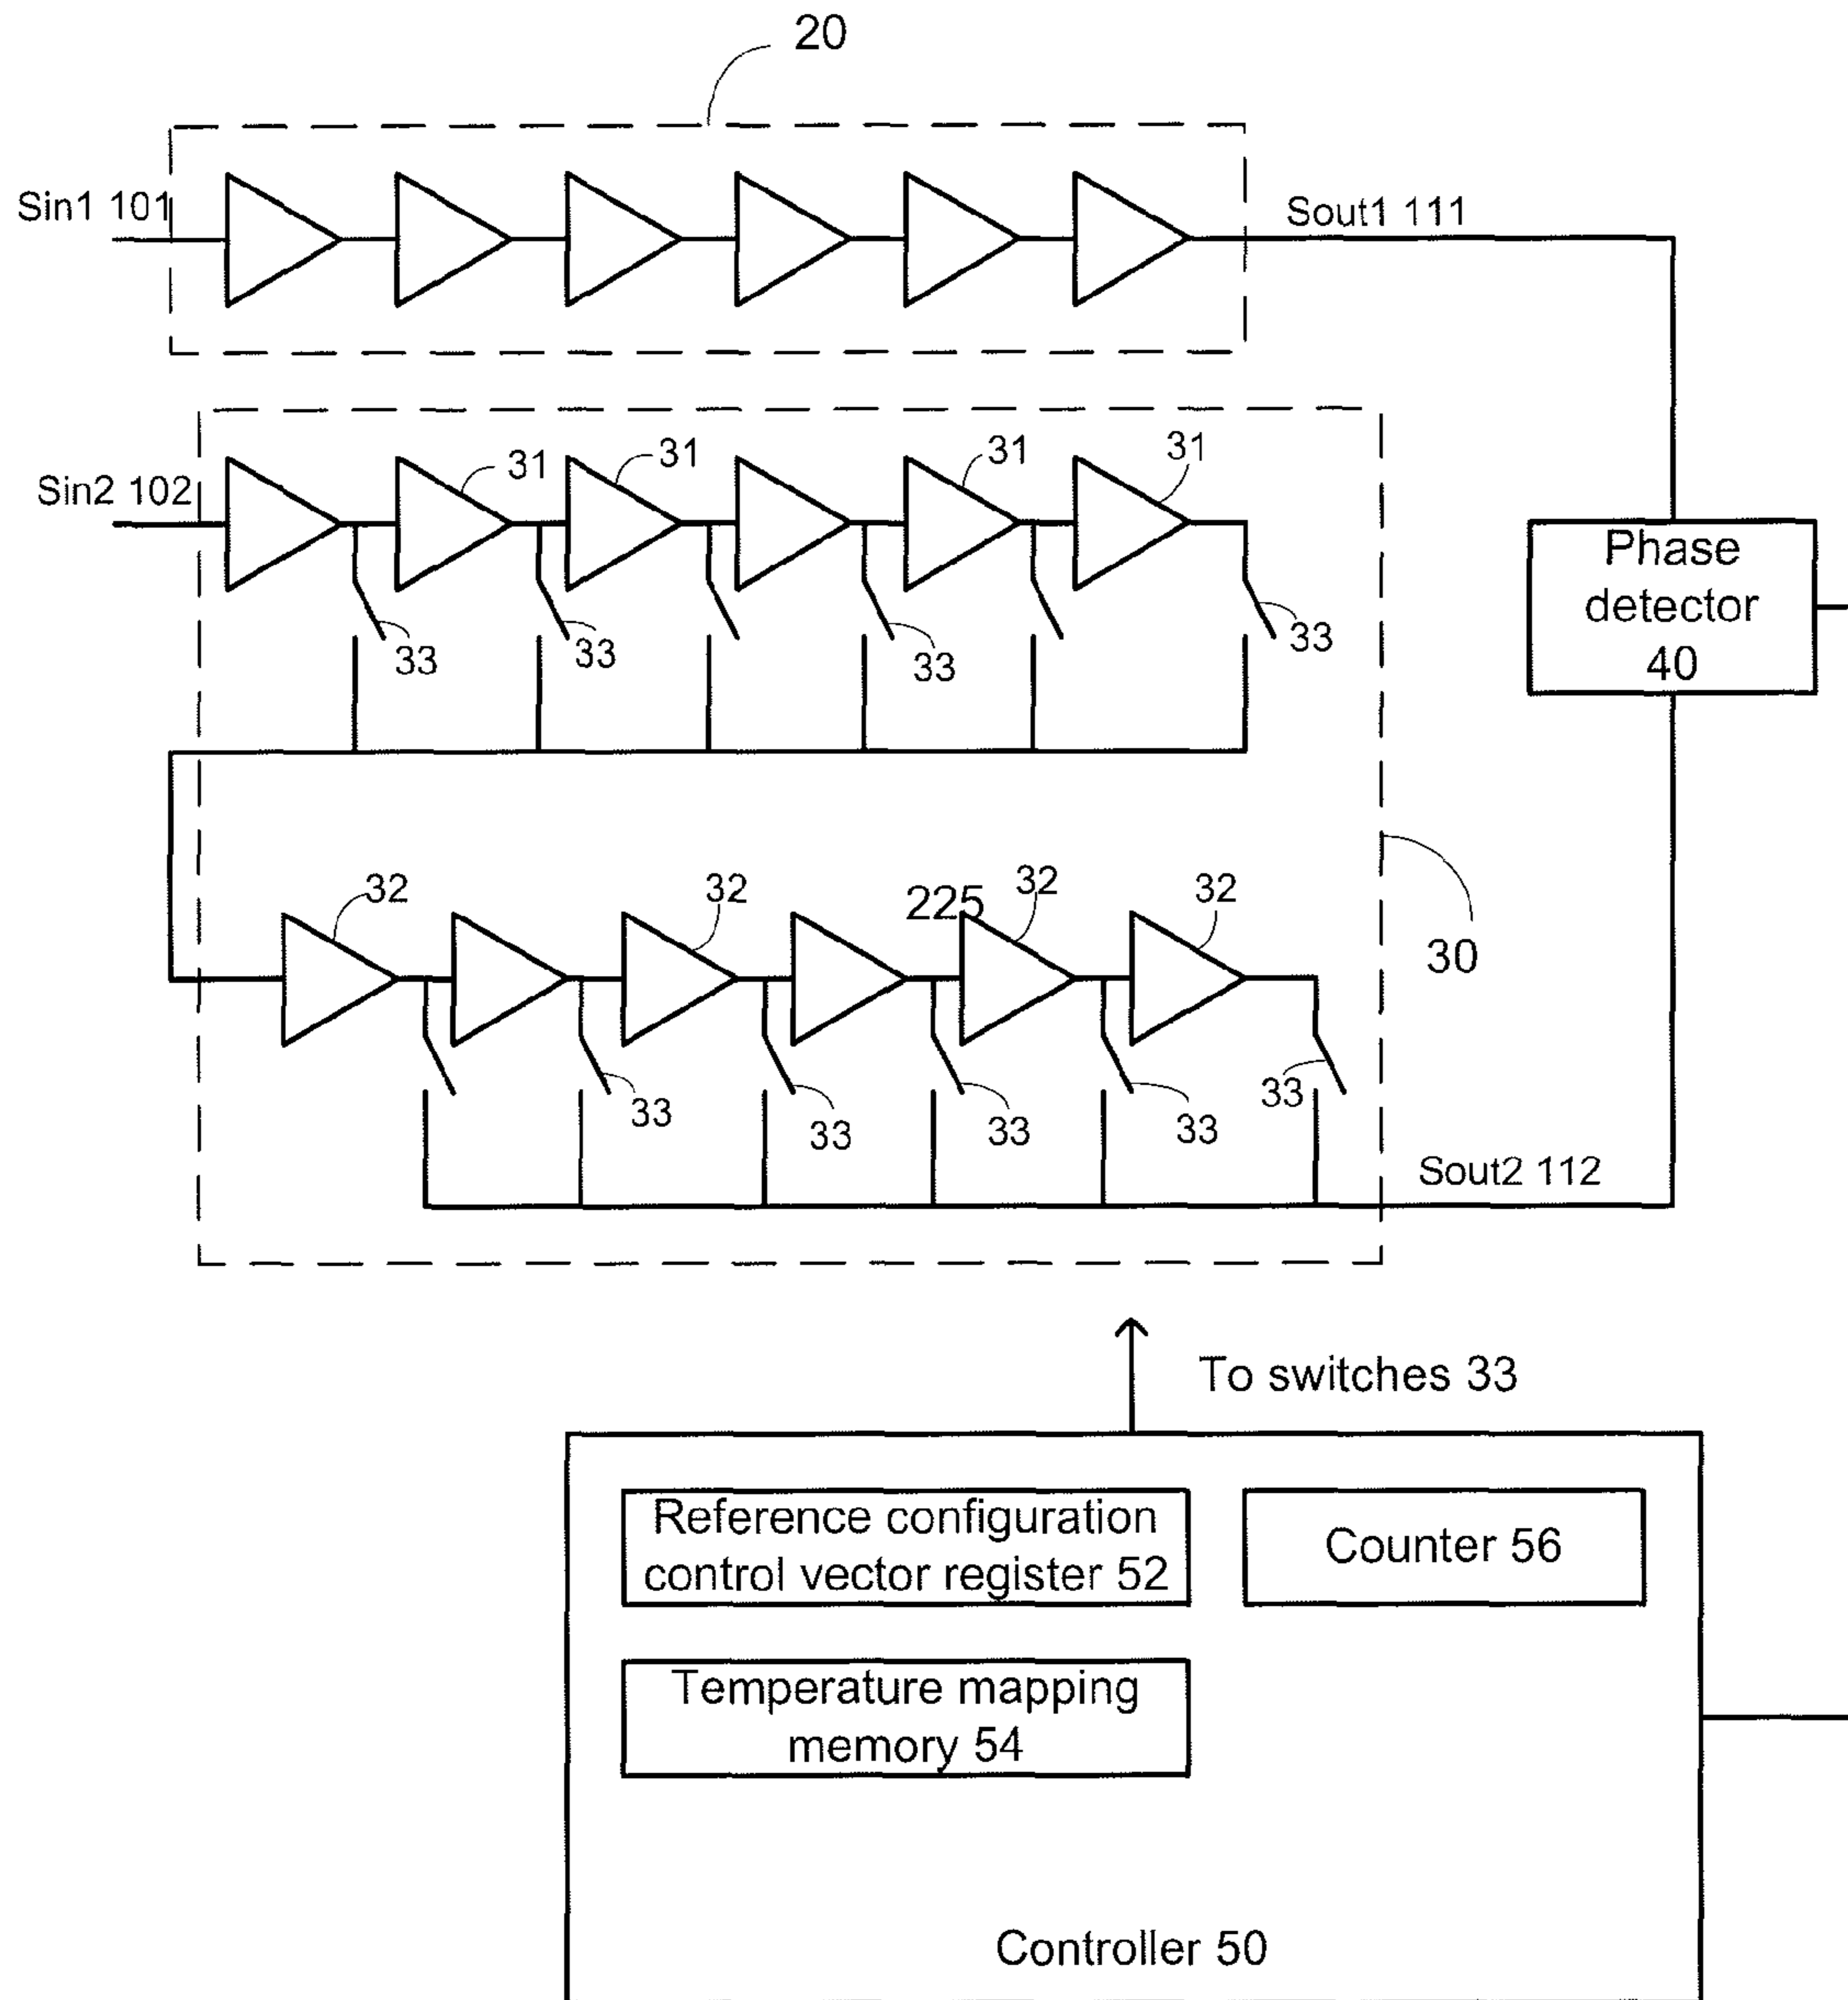 20
Sin1 101
Sout1 111
31
31
31
31
Sin2 102
Phase
detector
40
33
33
33
33
32
32
225
32
32
30
33
33
33
33
33
Sout2 112
To switches 33
Reference configuration
control vector register 52
Counter 56
Temperature mapping
memory 54
Controller 50